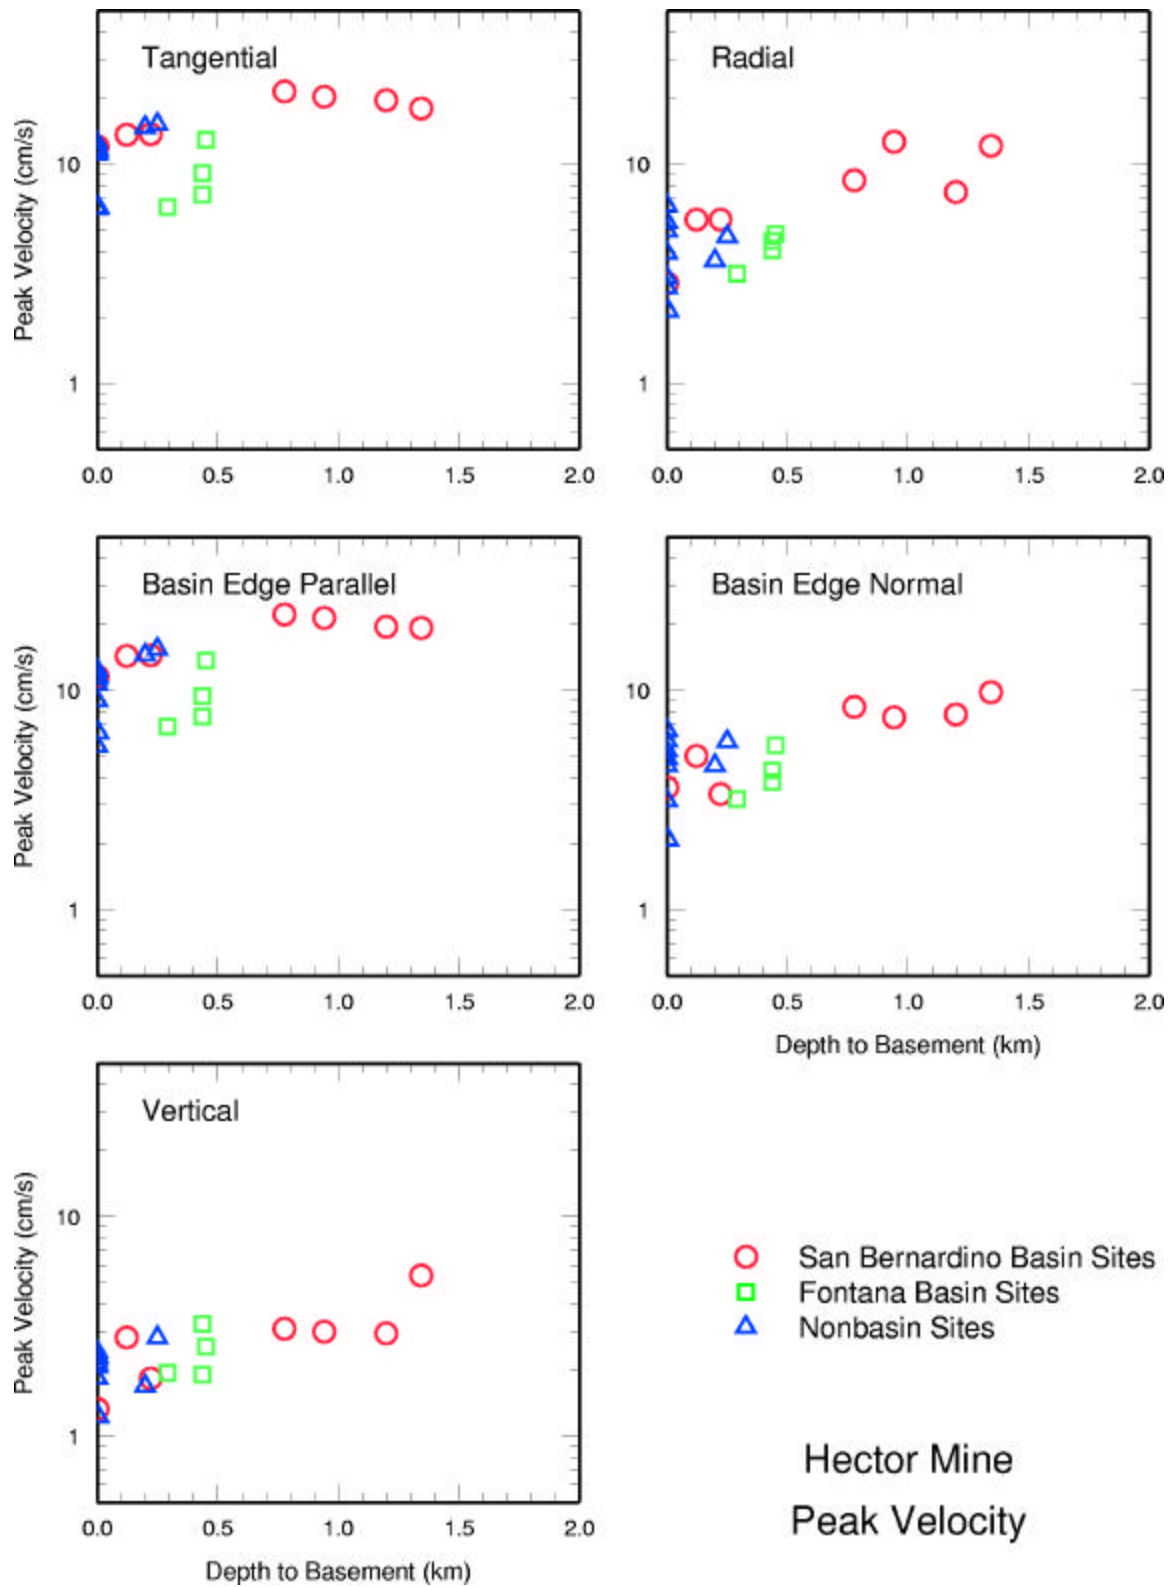 Tangential
Peak Velocity (cm/s)
10
1
0.0 0.5 1.0 1.5 2.0
Radial
10
1
0.0 0.5 1.0 1.5 2.0
Basin Edge Parallel
Peak Velocity (cm/s)
10
1
0.0 0.5 1.0 1.5 2.0
Basin Edge Normal
10
1
0.0 0.5 1.0 1.5 2.0
Depth to Basement (km)
Vertical
Peak Velocity (cm/s)
10
1
0.0 0.5 1.0 1.5 2.0
Depth to Basement (km)
San Bernardino Basin Sites
Fontana Basin Sites
Nonbasin Sites
Hector Mine
Peak Velocity